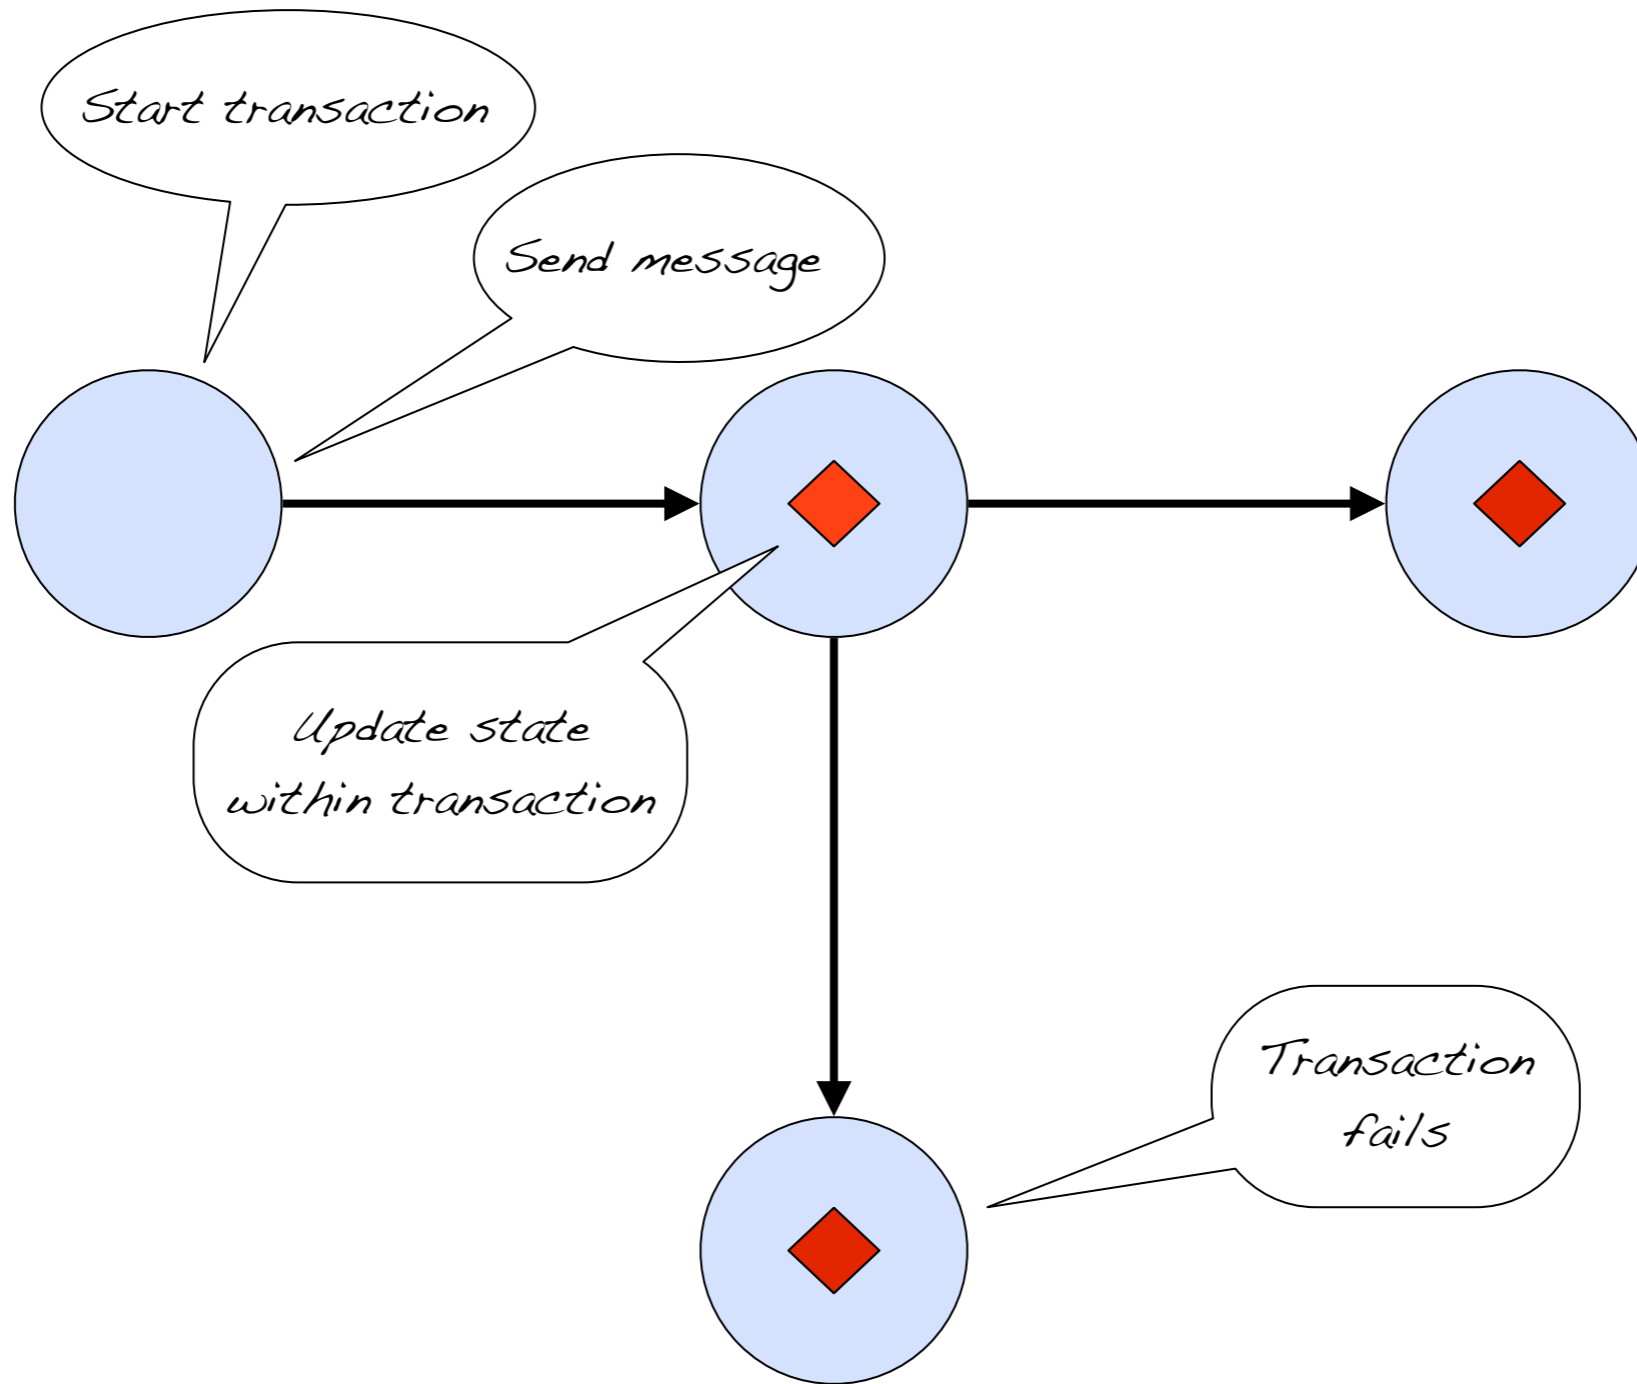 Start transaction
Send message
Update state
within transaction
Transaction
fails